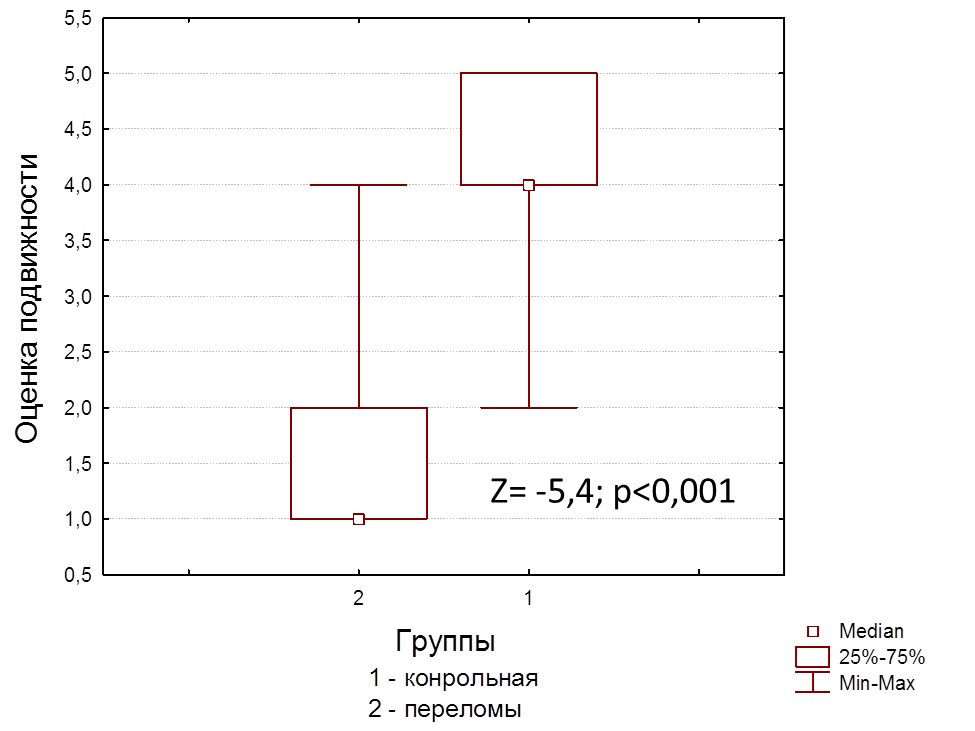 5,5
5,0
4,5
4,0
3,5
3,0
2,5
2,0
1,5
1,0
0,5
Оценка подвижности
Z= -5,4; p<0,001
2 1
Группы
1 - конрольная
2 - переломы
Median
25%-75%
Min-Max